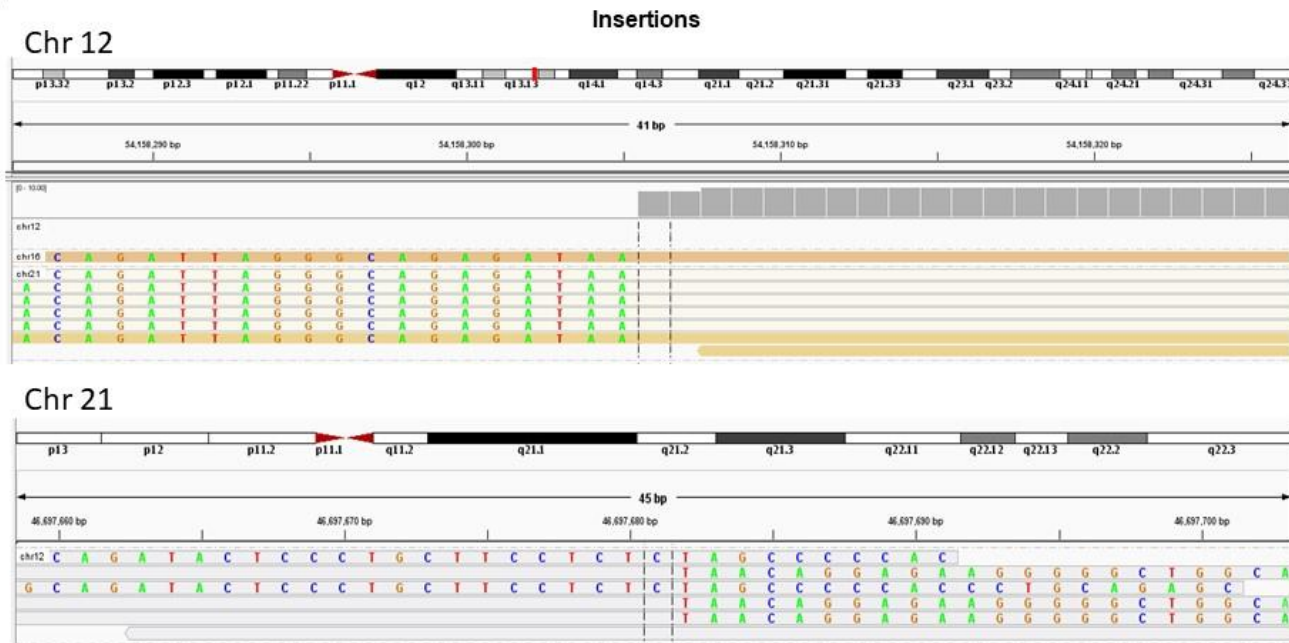 Insertions
Chr 12
p13.32 p13.2 p12.3 p12.1 p11.22 p11.1 q12 q13.11 q13.13 q14.1 q14.3 q21.1 q21.2 q21.31 q21.33 q23.1 q23.2 q24.11 q24.21 q24.31 q24.33
41 bp
54,158,290 bp 54,158,300 bp 54,158,310 bp 54,158,320 bp
[0 - 10.00]
chr12
chr16 C A G A T T A G G G C A G A G A T A A
chr21 C A G A T T A G G G C A G A G A T A A
A C A G A T T A G G G C A G A G A T A A
A C A G A T T A G G G C A G A G A T A A
A C A G A T T A G G G C A G A G A T A A
A C A G A T T A G G G C A G A G A T A A
A C A G A T T A G G G C A G A G A T A A
Chr 21
p13 p12 p11.2 p11.1 q11.2 q21.1 q21.2 q21.3 q22.11 q22.12 q22.13 q22.2 q22.3
45 bp
46,697,660 bp 46,697,670 bp 46,697,680 bp 46,697,690 bp 46,697,700 bp
chr12 C A G A T A C T C C C T G C T T C C T C T C T A G C C C C C A C
T A A C A G G A G A A G G G G G C T G G C A
G C A G A T A C T C C C T G C T T C C T C T C T A G C C C C C A C C C T G C A G A G C
T A A C A G G A G A A G G G G G C T G G C A
T A A C A G G A G A A G G G G G C T G G C A